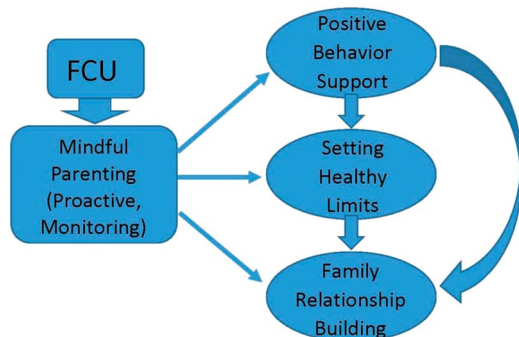 FCU
Mindful
Parenting
(Proactive,
Monitoring)
Positive
Behavior
Support
Setting
Healthy
Limits
Family
Relationship
Building